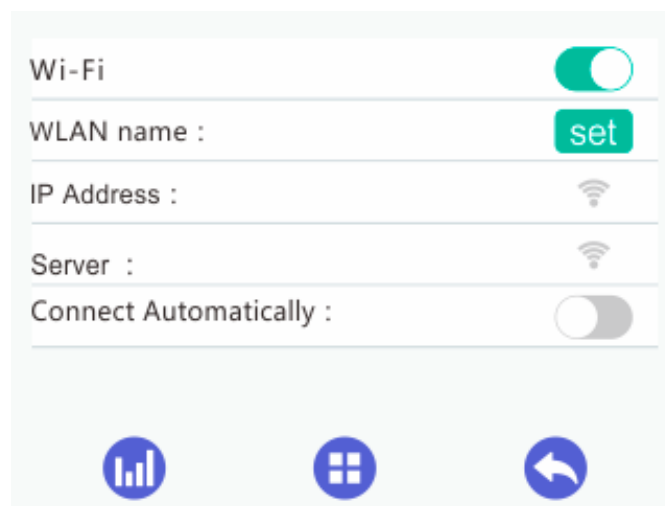 Wi-Fi
WLAN name :
set
IP Address :
Server :
Connect Automatically :